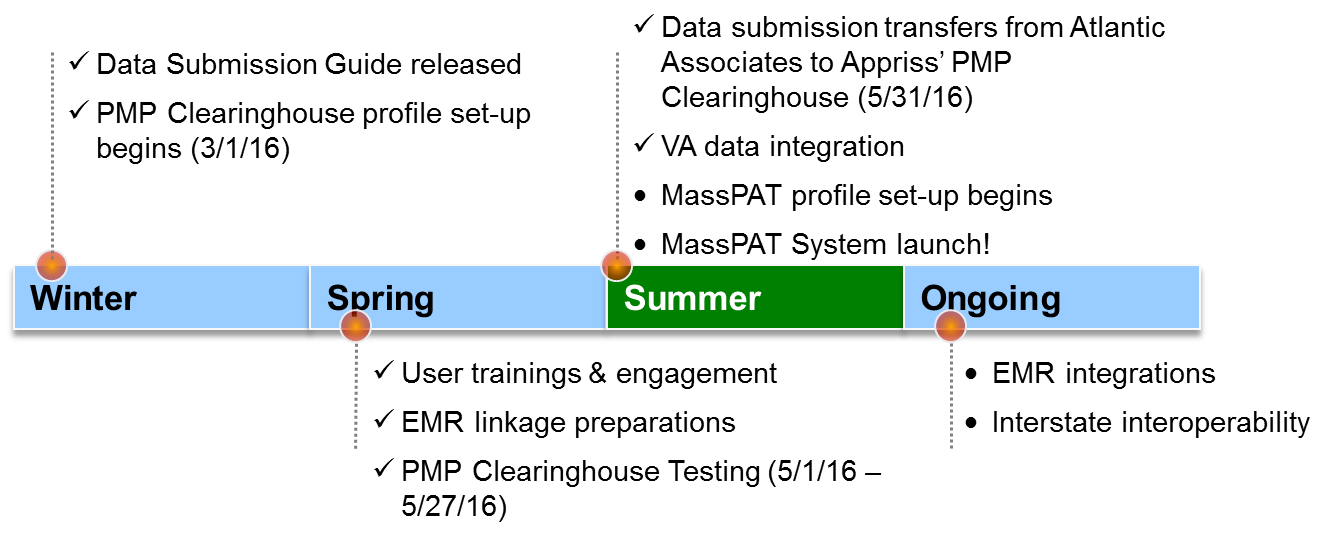 ✓ Data Submission Guide released
✓ PMP Clearinghouse profile set-up
begins (3/1/16)
✓ Data submission transfers from Atlantic
Associates to Appriss’ PMP
Clearinghouse (5/31/16)
✓ VA data integration
• MassPAT profile set-up begins
• MassPAT System launch!
Winter
Spring
Summer
Ongoing
✓ User trainings & engagement
✓ EMR linkage preparations
✓ PMP Clearinghouse Testing (5/1/16 –
5/27/16)
• EMR integrations
• Interstate interoperability